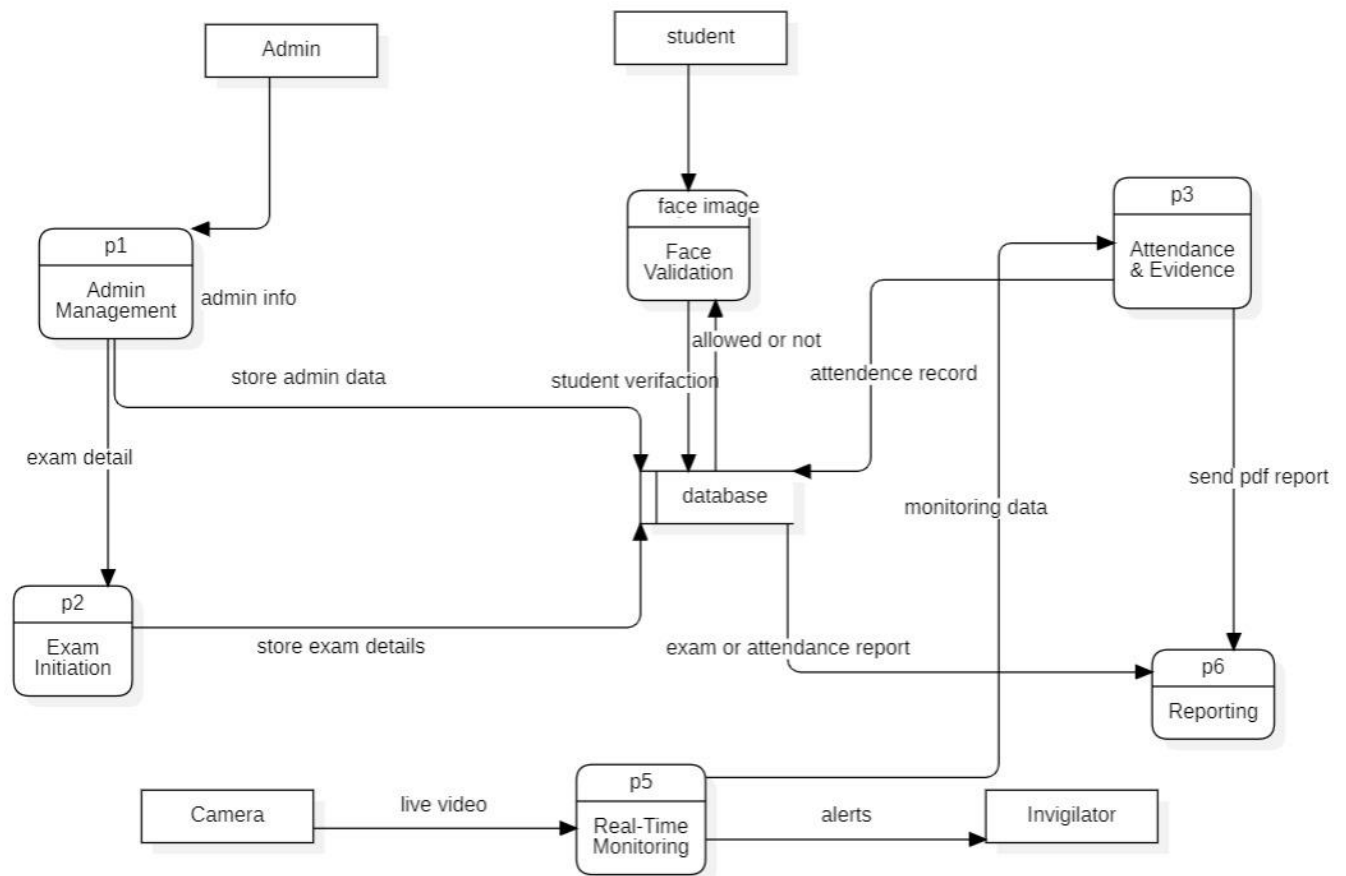 Admin
student
p1
Admin
Management
admin info
face image
Face
Validation
p3
Attendance
& Evidence
allowed or not
store admin data
student verifaction
attendence record
exam detail
database
send pdf report
monitoring data
p2
Exam
Initiation
store exam details
exam or attendance report
p6
Reporting
Camera
live video
p5
Real-Time
Monitoring
alerts
Invigilator